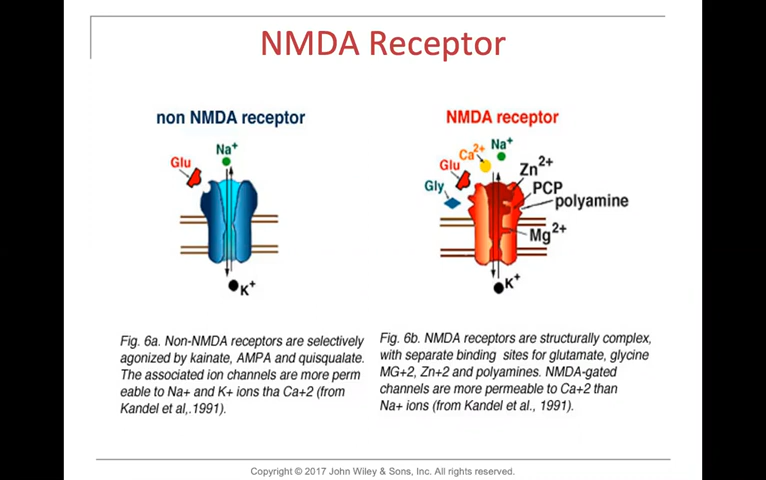 NMDA Receptor
non NMDA receptor
Na+
Glu
K+
Fig. 6a. Non-NMDA receptors are selectively
agonized by kainate, AMPA and quisqualate.
The associated ion channels are more perm
eable to Na+ and K+ ions tha Ca+2 (from
Kandel et al,.1991).
NMDA receptor
Na+
Ca2+
Glu
Zn2+
Gly
PCP
polyamine
Mg2+
K+
Fig. 6b. NMDA receptors are structurally complex,
with separate binding sites for glutamate, glycine
MG+2, Zn+2 and polyamines. NMDA-gated
channels are more permeable to Ca+2 than
Na+ ions (from Kandel et al., 1991).
Copyright © 2017 John Wiley & Sons, Inc. All rights reserved.